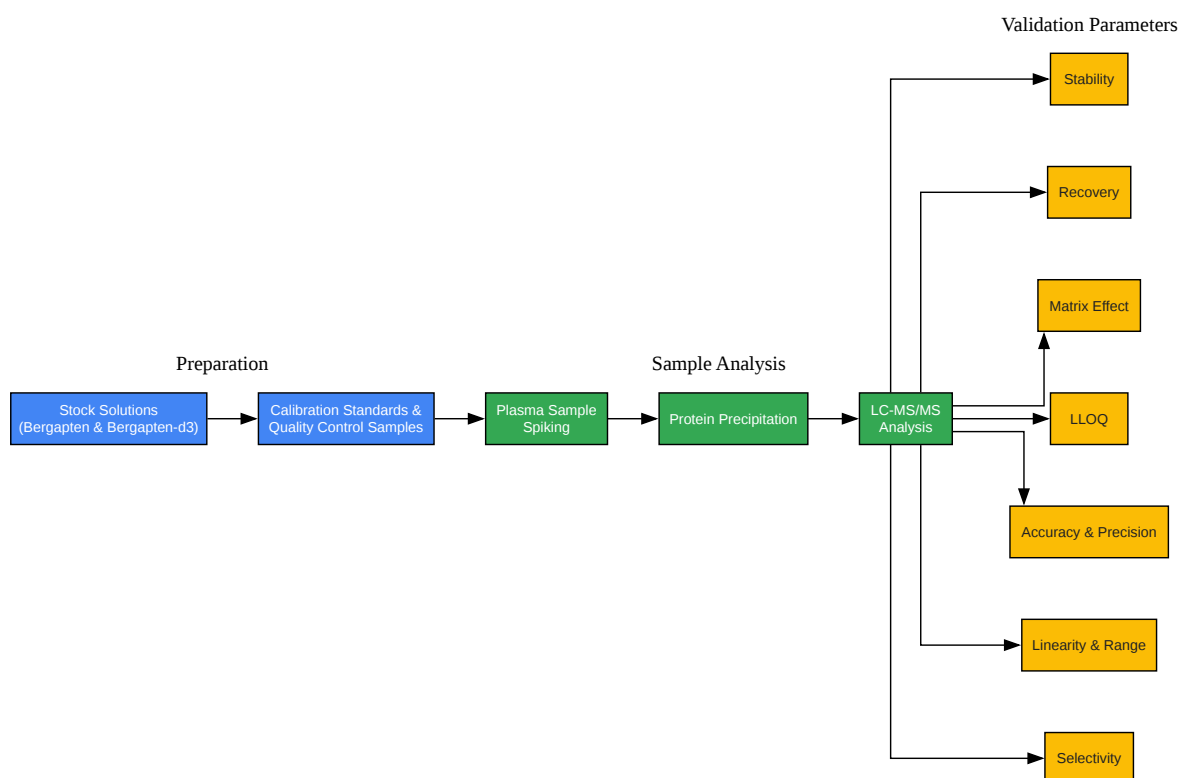 Validation Parameters
Stability
Recovery
Matrix Effect
Preparation
Sample Analysis
Stock Solutions
(Bergapten & Bergapten-d3)
Calibration Standards &
Quality Control Samples
Plasma Sample
Spiking
Protein Precipitation
LC-MS/MS
Analysis
LLOQ
Accuracy & Precision
Linearity & Range
Selectivity